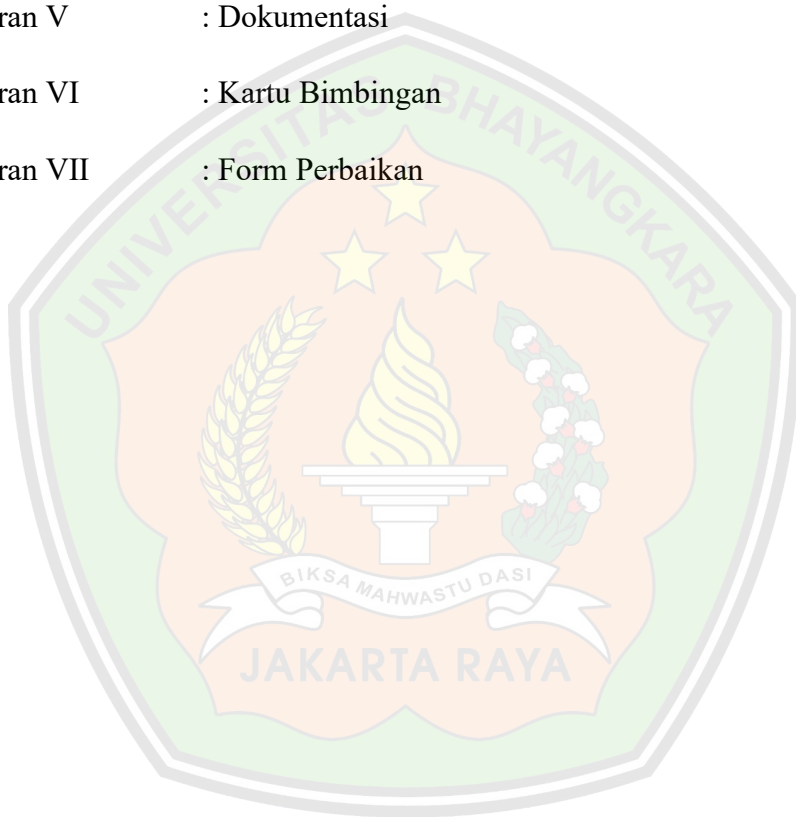 ran V : Dokumentasi
ran VI : Kartu Bimbingan
ran VII : Form Perbaikan
UNIVERSITAS BHAYANGKARA
BIKSA MAHWASTU DASI
JAKARTA RAYA